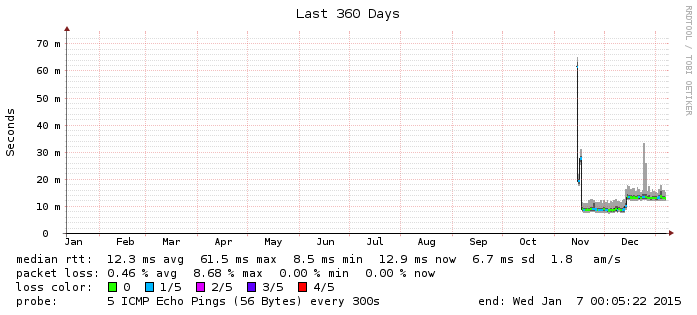 Last 360 Days
RRDTOOL / TOBI OETIKER
Seconds
70 m
60 m
50 m
40 m
30 m
20 m
10 m
0
Jan Feb Mar Apr May Jun Jul Aug Sep Oct Nov Dec
median rtt: 12.3 ms avg 61.5 ms max 8.5 ms min 12.9 ms now 6.7 ms sd 1.8 am/s
packet loss: 0.46 % avg 8.68 % max 0.00 % min 0.00 % now
loss color: 0 1/5 2/5 3/5 4/5
probe: 5 ICMP Echo Pings (56 Bytes) every 300s end: Wed Jan 7 00:05:22 2015